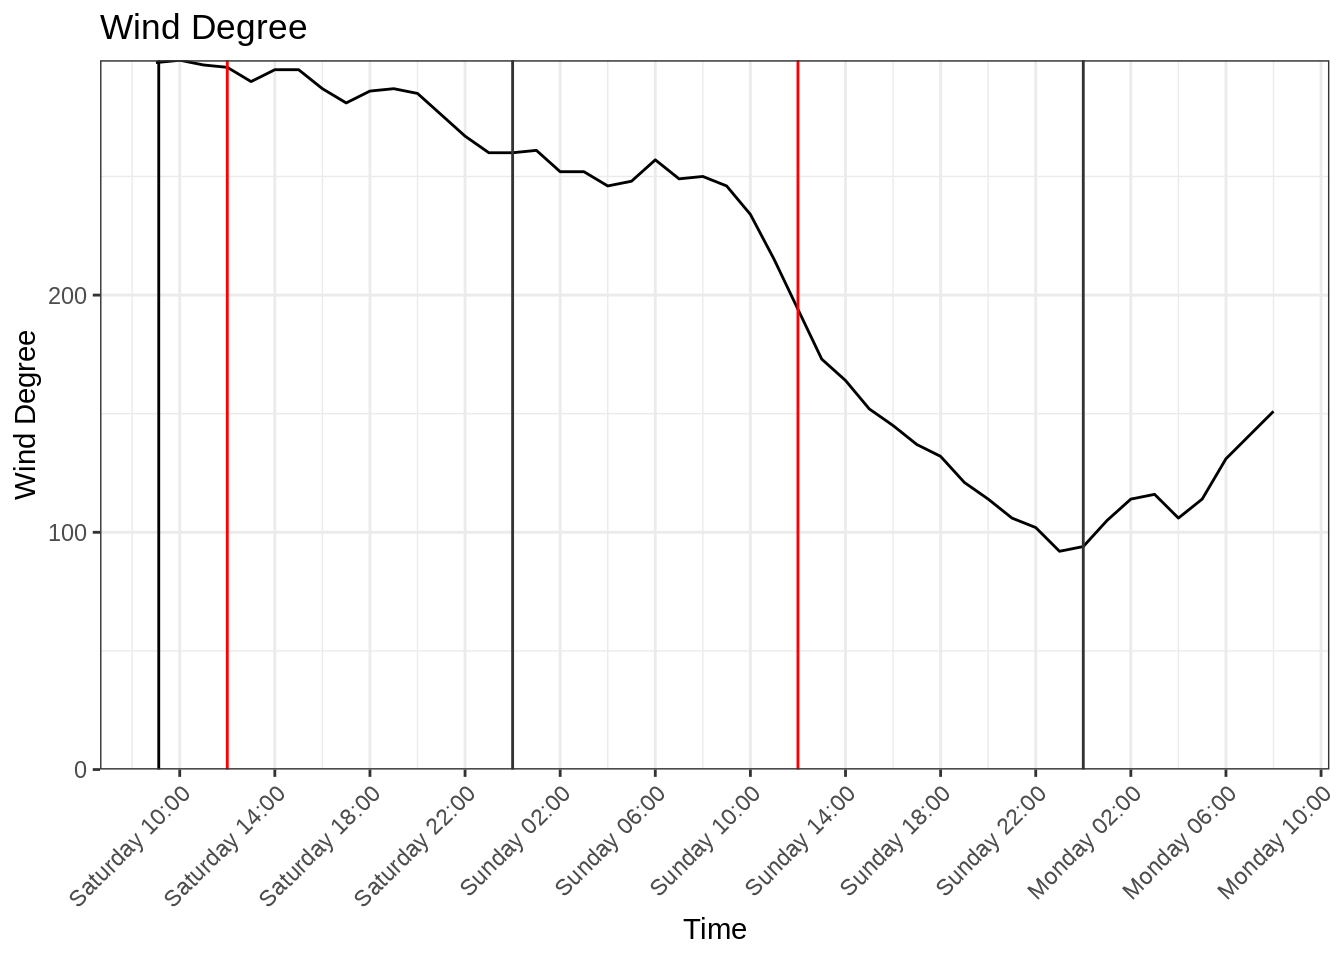 Wind Degree
Wind Degree
200
100
0
Saturday 10:00
Saturday 14:00
Saturday 18:00
Saturday 22:00
Sunday 02:00
Sunday 06:00
Sunday 10:00
Sunday 14:00
Sunday 18:00
Sunday 22:00
Monday 02:00
Monday 06:00
Monday 10:00
Time